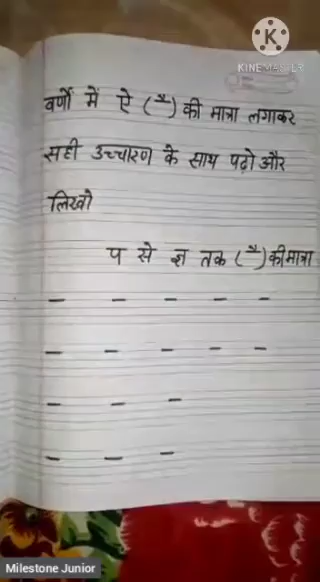 KINEMASTER
वर्णो में ऐ (ै) की मात्रा लगाकर
सही उच्चारण के साथ पढ़ो और
लिखो
प से ज्ञ तक (ै) की मात्रा
— — — — —
— — — — —
— — —
— — —
Milestone Junior